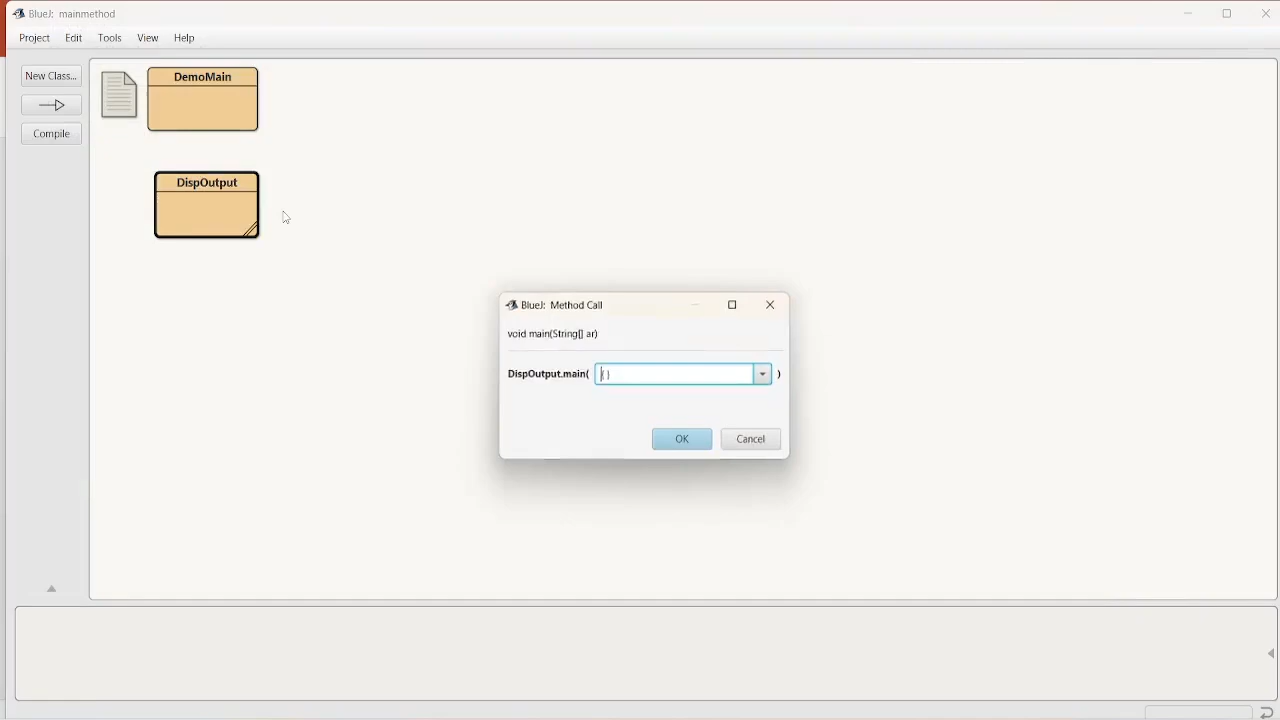 BlueJ: mainmethod
Project Edit Tools View Help
New Class...
Compile
DemoMain
DispOutput
BlueJ: Method Call
void main(String[] ar)
DispOutput.main( { } )
OK Cancel